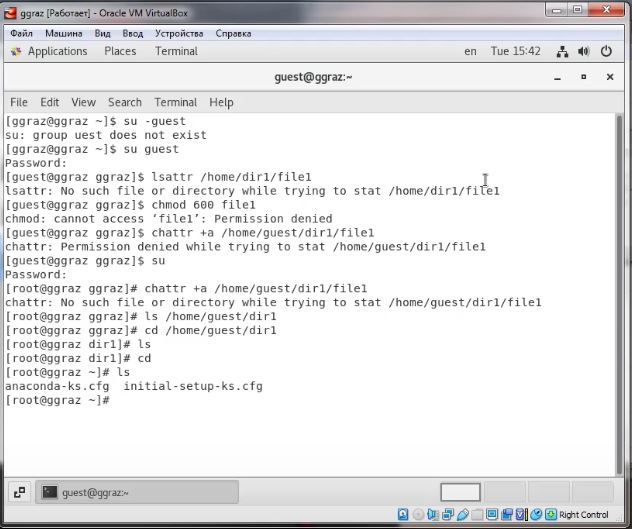 ggraz [Работает] - Oracle VM VirtualBox
Файл Машина Вид Ввод Устройства Справка
Applications Places Terminal en Tue 15:42
guest@ggraz:~
File Edit View Search Terminal Help
[ggraz@ggraz ~]$ su -guest
su: group uest does not exist
[ggraz@ggraz ~]$ su guest
Password:
[guest@ggraz ggraz]$ lsattr /home/dir1/file1
lsattr: No such file or directory while trying to stat /home/dir1/file1
[guest@ggraz ggraz]$ chmod 600 file1
chmod: cannot access ‘file1’: Permission denied
[guest@ggraz ggraz]$ chattr +a /home/guest/dir1/file1
chattr: Permission denied while trying to stat /home/guest/dir1/file1
[guest@ggraz ggraz]$ su
Password:
[root@ggraz ggraz]# chattr +a /home/guest/dir1/file1
chattr: No such file or directory while trying to stat /home/guest/dir1/file1
[root@ggraz ggraz]# ls /home/guest/dir1
[root@ggraz ggraz]# cd /home/guest/dir1
[root@ggraz dir1]# ls
[root@ggraz dir1]# cd
[root@ggraz ~]# ls
anaconda-ks.cfg  initial-setup-ks.cfg
[root@ggraz ~]#
guest@ggraz:~
Right Control